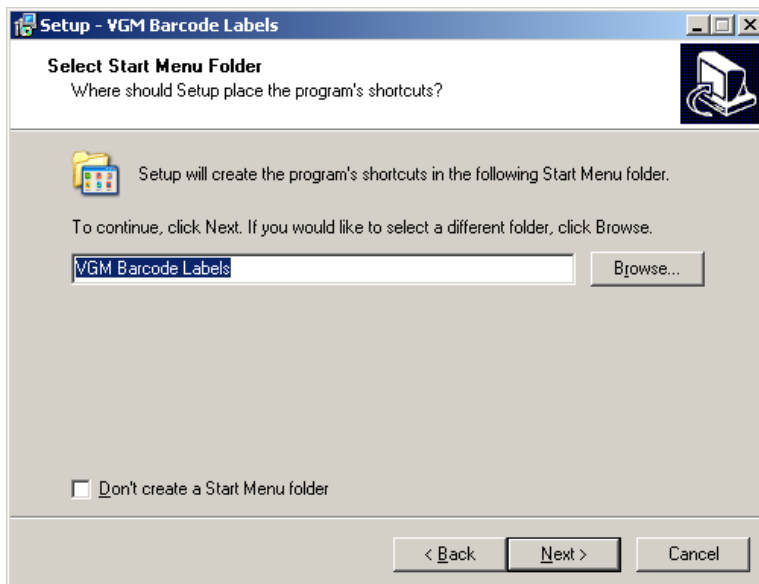 Setup - VGM Barcode Labels
Select Start Menu Folder
Where should Setup place the program's shortcuts?
Setup will create the program's shortcuts in the following Start Menu folder.
To continue, click Next. If you would like to select a different folder, click Browse.
VGM Barcode Labels
Browse...
Don't create a Start Menu folder
< Back
Next >
Cancel